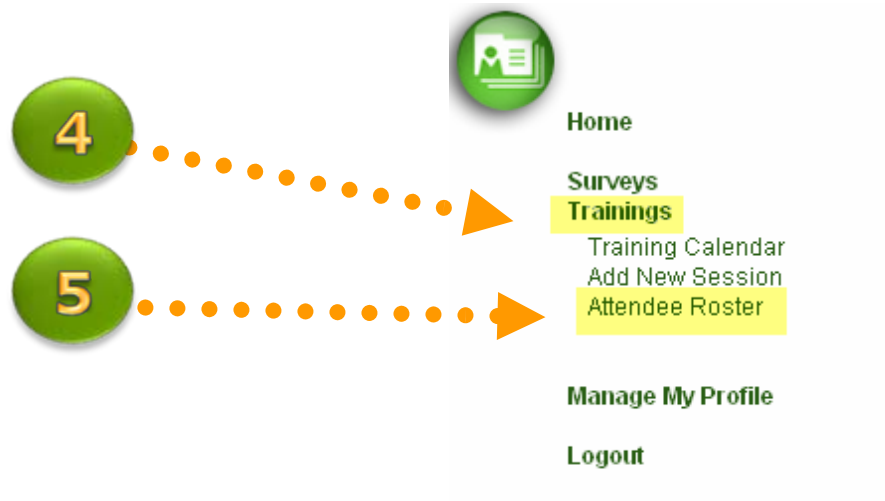 4
5
Home
Surveys
Trainings
Training Calendar
Add New Session
Attendee Roster
Manage My Profile
Logout